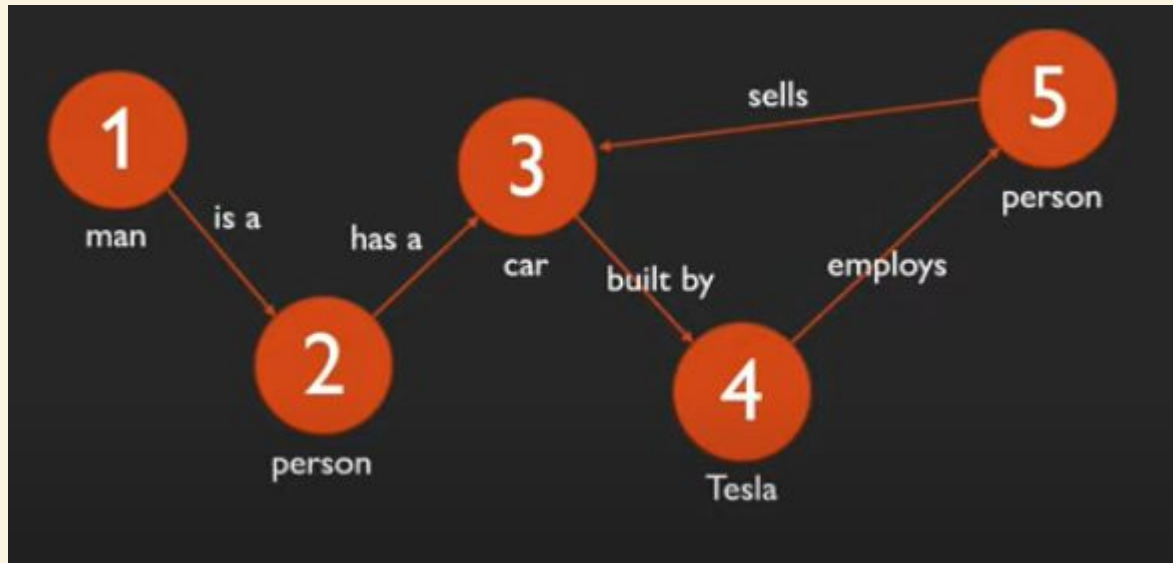 1
man
is a
2
person
has a
3
car
built by
4
Tesla
employs
5
person
sells